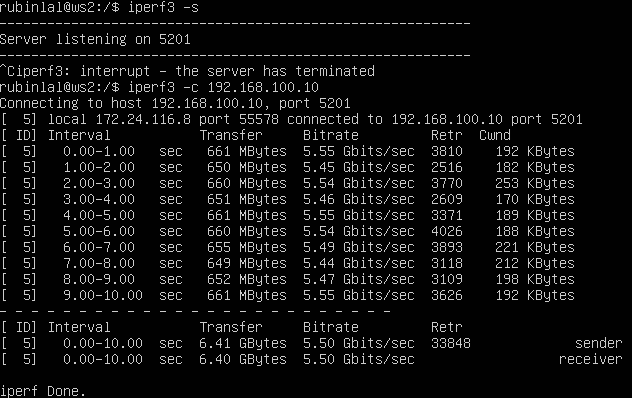 rubinlal@ws2:/$ iperf3 -s
-----------------------------------------------------------
Server listening on 5201
-----------------------------------------------------------
^Ciperf3: interrupt - the server has terminated
rubinlal@ws2:/$ iperf3 -c 192.168.100.10
Connecting to host 192.168.100.10, port 5201
[  5] local 172.24.116.8 port 55578 connected to 192.168.100.10 port 5201
[ ID] Interval           Transfer     Bitrate         Retr  Cwnd
[  5]   0.00-1.00   sec   661 MBytes  5.55 Gbits/sec  3810    192 KBytes
[  5]   1.00-2.00   sec   650 MBytes  5.45 Gbits/sec  2516    182 KBytes
[  5]   2.00-3.00   sec   660 MBytes  5.54 Gbits/sec  3770    253 KBytes
[  5]   3.00-4.00   sec   651 MBytes  5.46 Gbits/sec  2609    170 KBytes
[  5]   4.00-5.00   sec   661 MBytes  5.55 Gbits/sec  3371    189 KBytes
[  5]   5.00-6.00   sec   660 MBytes  5.54 Gbits/sec  4026    188 KBytes
[  5]   6.00-7.00   sec   655 MBytes  5.49 Gbits/sec  3893    221 KBytes
[  5]   7.00-8.00   sec   649 MBytes  5.44 Gbits/sec  3118    212 KBytes
[  5]   8.00-9.00   sec   652 MBytes  5.47 Gbits/sec  3109    198 KBytes
[  5]   9.00-10.00  sec   661 MBytes  5.55 Gbits/sec  3626    192 KBytes
- - - - - - - - - - - - - - - - - - - - - - - - -
[ ID] Interval           Transfer     Bitrate         Retr
[  5]   0.00-10.00  sec  6.41 GBytes  5.50 Gbits/sec  33848             sender
[  5]   0.00-10.00  sec  6.40 GBytes  5.50 Gbits/sec                  receiver
iperf Done.